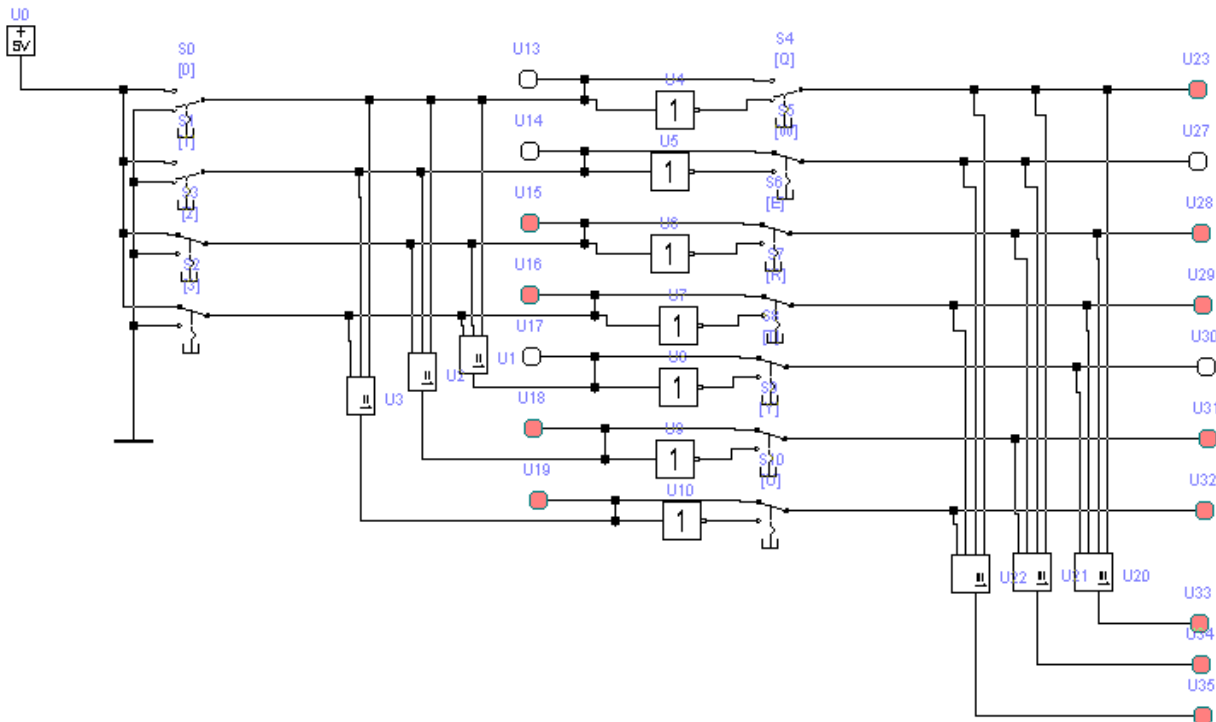 U0
+
5V
S0
[0]
S1
[1]
S3
[2]
S2
[3]
U13
U14
U15
U16
U17
U1
U2
U3
U18
U19
U4
1
U5
1
U6
1
U7
1
1
U9
1
U10
1
S4
[Q]
S5
[W]
S6
[E]
S7
[R]
S8
S9
[Y]
S10
[U]
U23
U27
U28
U29
U30
U31
U32
U22
U21
U20
U33
U34
U35